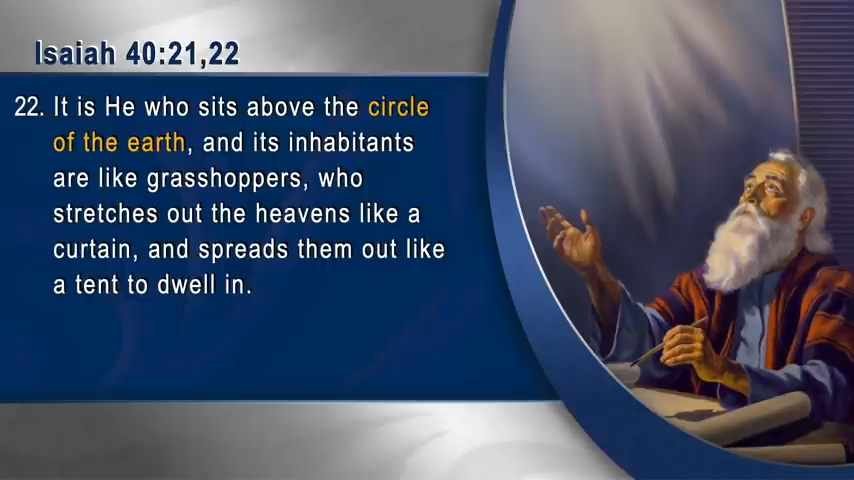 Isaiah 40:21,22
22. It is He who sits above the circle
of the earth, and its inhabitants
are like grasshoppers, who
stretches out the heavens like a
curtain, and spreads them out like
a tent to dwell in.